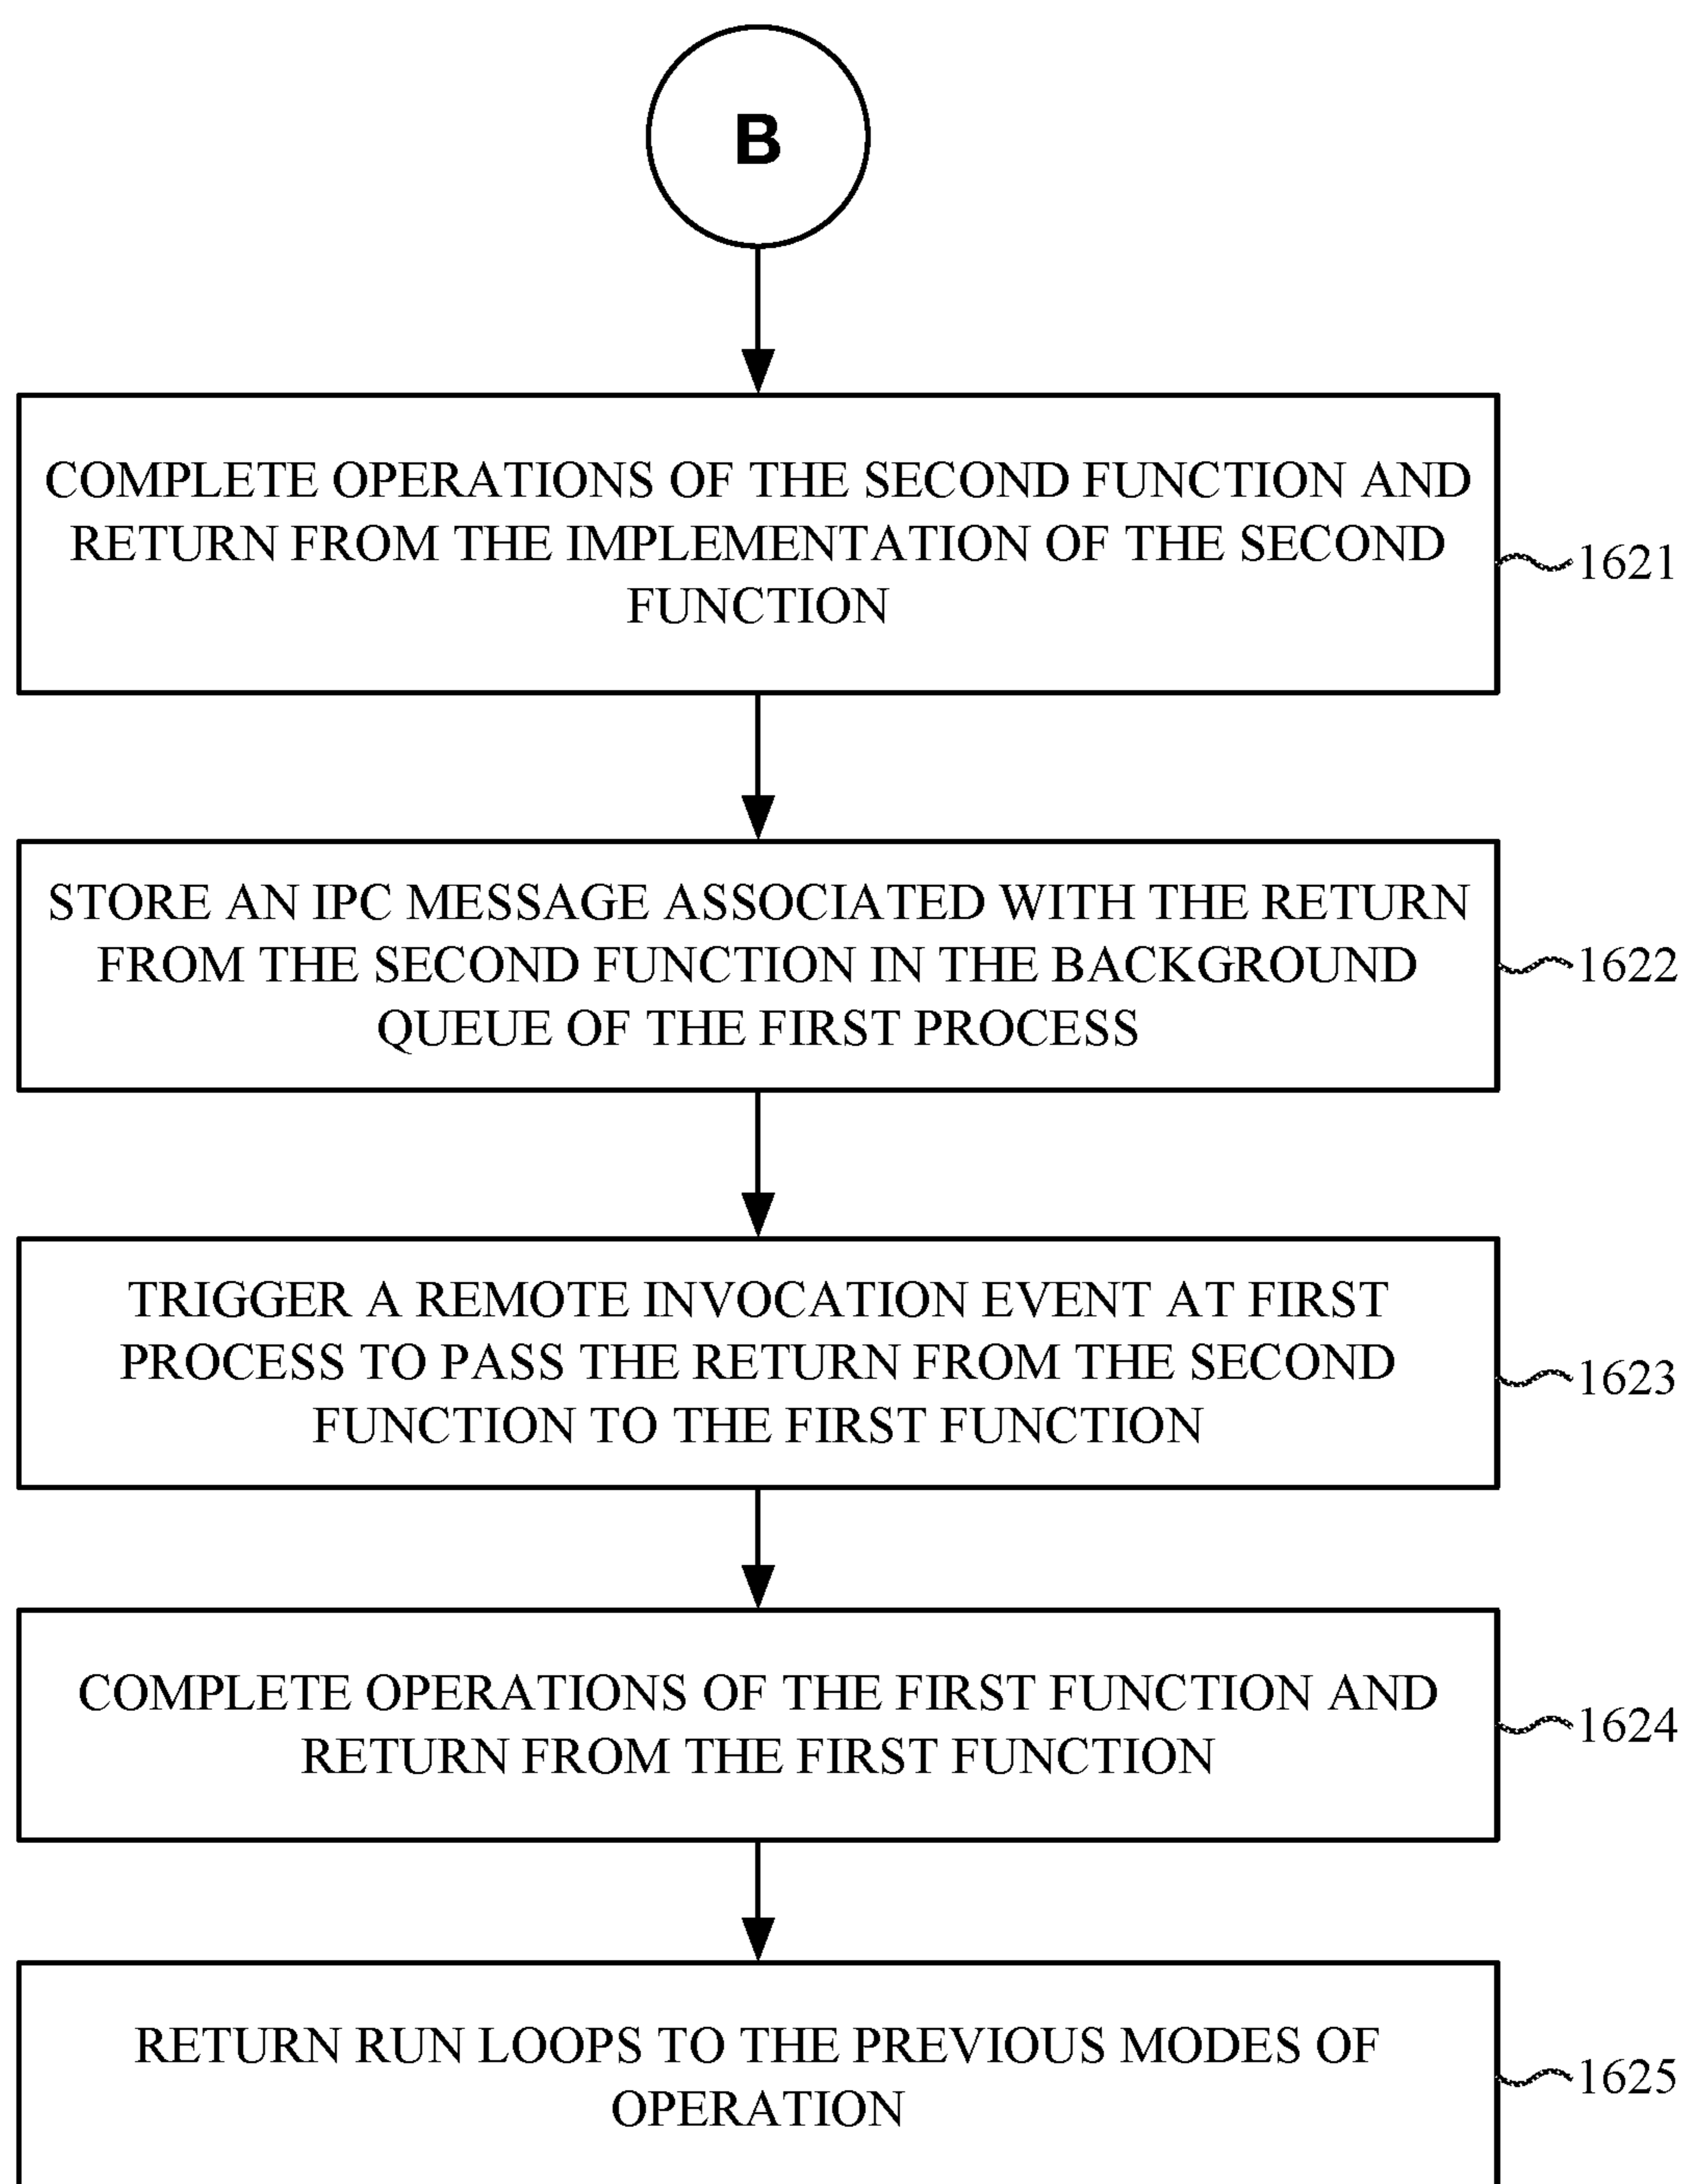 B
COMPLETE OPERATIONS OF THE SECOND FUNCTION AND
RETURN FROM THE IMPLEMENTATION OF THE SECOND
FUNCTION
1621
STORE AN IPC MESSAGE ASSOCIATED WITH THE RETURN
FROM THE SECOND FUNCTION IN THE BACKGROUND
QUEUE OF THE FIRST PROCESS
1622
TRIGGER A REMOTE INVOCATION EVENT AT FIRST
PROCESS TO PASS THE RETURN FROM THE SECOND
FUNCTION TO THE FIRST FUNCTION
1623
COMPLETE OPERATIONS OF THE FIRST FUNCTION AND
RETURN FROM THE FIRST FUNCTION
1624
RETURN RUN LOOPS TO THE PREVIOUS MODES OF
OPERATION
1625